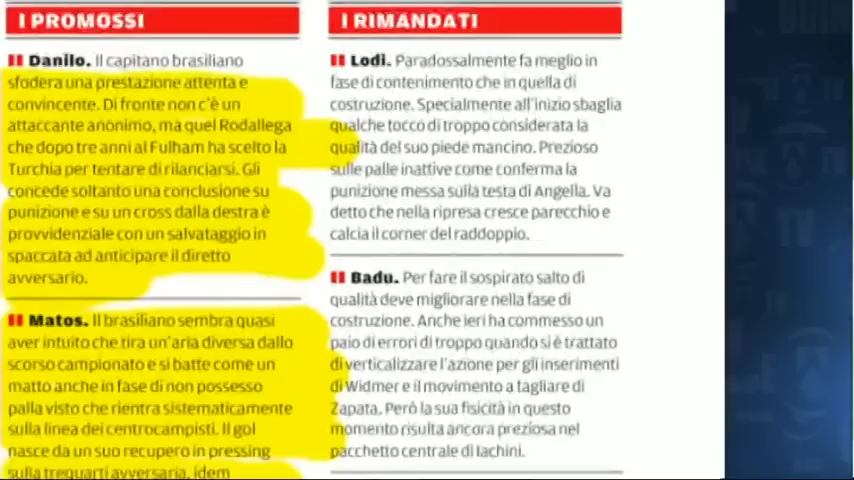 I PROMOSSI
Danilo. Il capitano brasiliano
sfodera una prestazione attenta e
convincente. Di fronte non c'è un
attaccante anonimo, ma quel Rodallega
che dopo tre anni al Fulham ha scelto la
Turchia per tentare di rilanciarsi. Gli
concede soltanto una conclusione su
punizione e su un cross dalla destra è
provvidenziale con un salvataggio in
spaccata ad anticipare il diretto
avversario.
Matos. Il brasiliano sembra quasi
aver intuito che tira un'aria diversa dallo
scorso campionato e si batte come un
matto anche in fase di non possesso
palla visto che rientra sistematicamente
sulla linea dei centrocampisti. Il gol
nasce da un suo recupero in pressing
sulla trequarti avversaria, idem
I RIMANDATI
Lodi. Paradossalmente fa meglio in
fase di contenimento che in quella di
costruzione. Specialmente all'inizio sbaglia
qualche tocco di troppo considerata la
qualità del suo piede mancino. Prezioso
sulle palle inattive come conferma la
punizione messa sulla testa di Angella. Va
detto che nella ripresa cresce parecchio e
calcia il corner del raddoppio.
Badu. Per fare il sospirato salto di
qualità deve migliorare nella fase di
costruzione. Anche ieri ha commesso un
paio di errori di troppo quando si è trattato
di verticalizzare l'azione per gli inserimenti
di Widmer e il movimento a tagliare di
Zapata. Però la sua fisicità in questo
momento risulta ancora preziosa nel
pacchetto centrale di Iachini.
TV